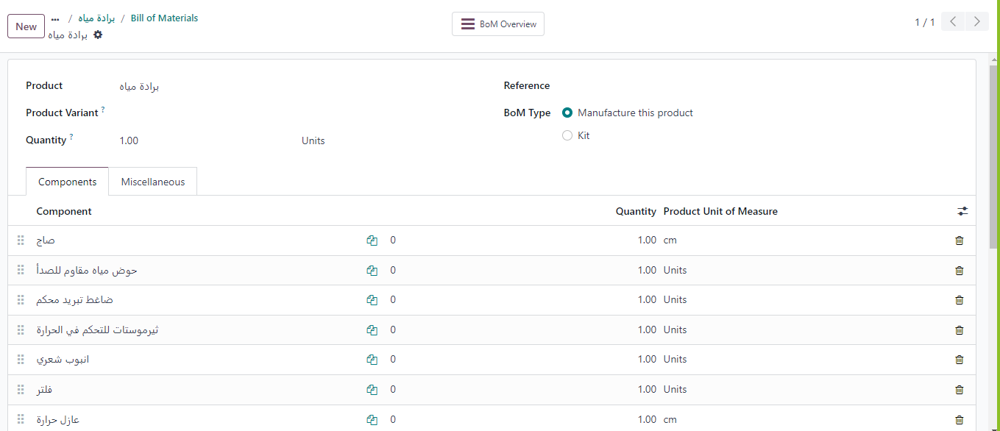 New ... / برادة مياه / Bill of Materials
برادة مياه
BoM Overview
1 / 1
Product برادة مياه
Reference
Product Variant ?
BoM Type Manufacture this product
Kit
Quantity ? 1.00 Units
Components Miscellaneous
Component Quantity Product Unit of Measure
صاج 0 1.00 cm
حوض مياه مقاوم للصدأ 0 1.00 Units
ضاغط تبريد محكم 0 1.00 Units
ثيرموستات للتحكم في الحرارة 0 1.00 Units
انبوب شعري 0 1.00 Units
فلتر 0 1.00 Units
عازل حرارة 0 1.00 cm